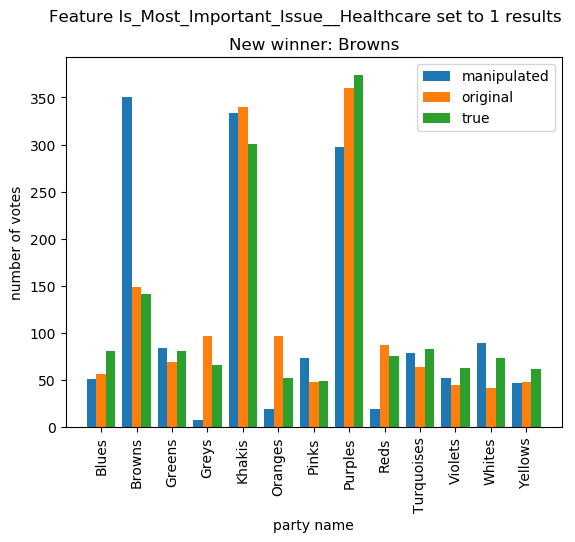 Feature Is_Most_Important_Issue__Healthcare set to 1 results
New winner: Browns
manipulated
original
true
number of votes
350
300
250
200
150
100
50
0
Blues
Browns
Greens
Greys
Khakis
Oranges
Pinks
Purples
Reds
Turquoises
Violets
Whites
Yellows
party name